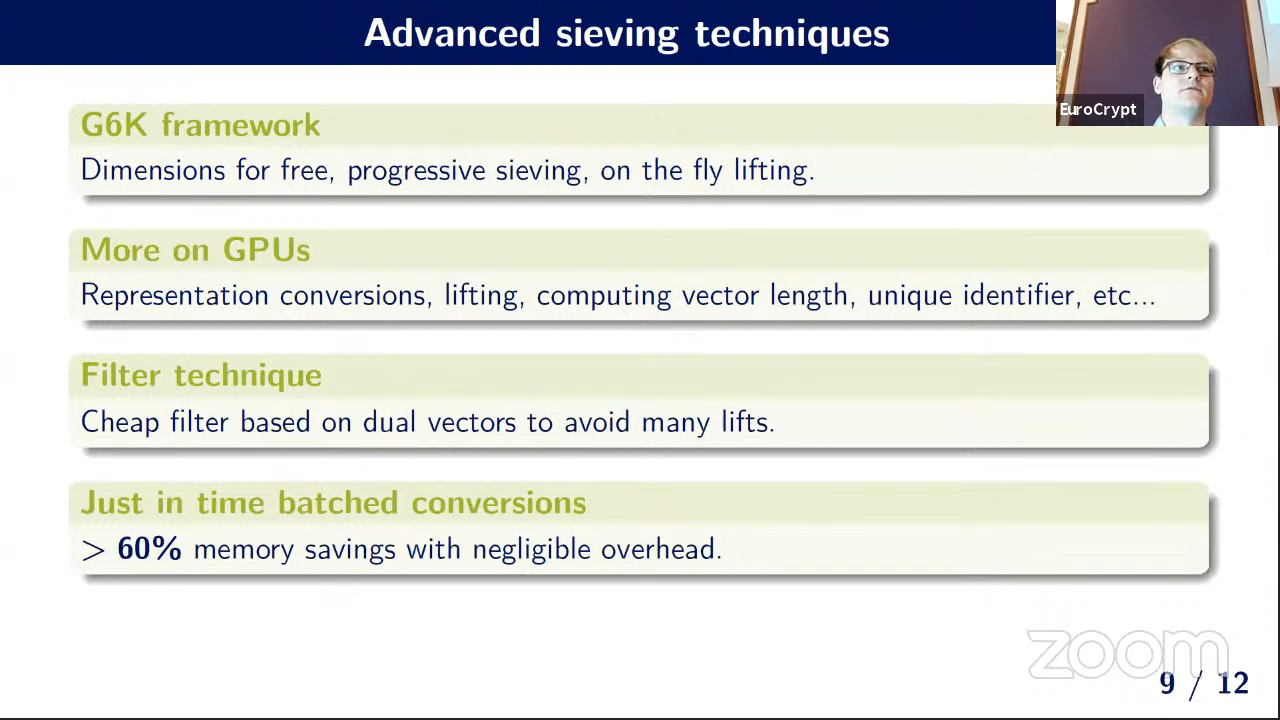 Advanced sieving techniques
EuroCrypt
G6K framework
Dimensions for free, progressive sieving, on the fly lifting.
More on GPUs
Representation conversions, lifting, computing vector length, unique identifier, etc...
Filter technique
Cheap filter based on dual vectors to avoid many lifts.
Just in time batched conversions
> 60% memory savings with negligible overhead.
zoom
9 / 12